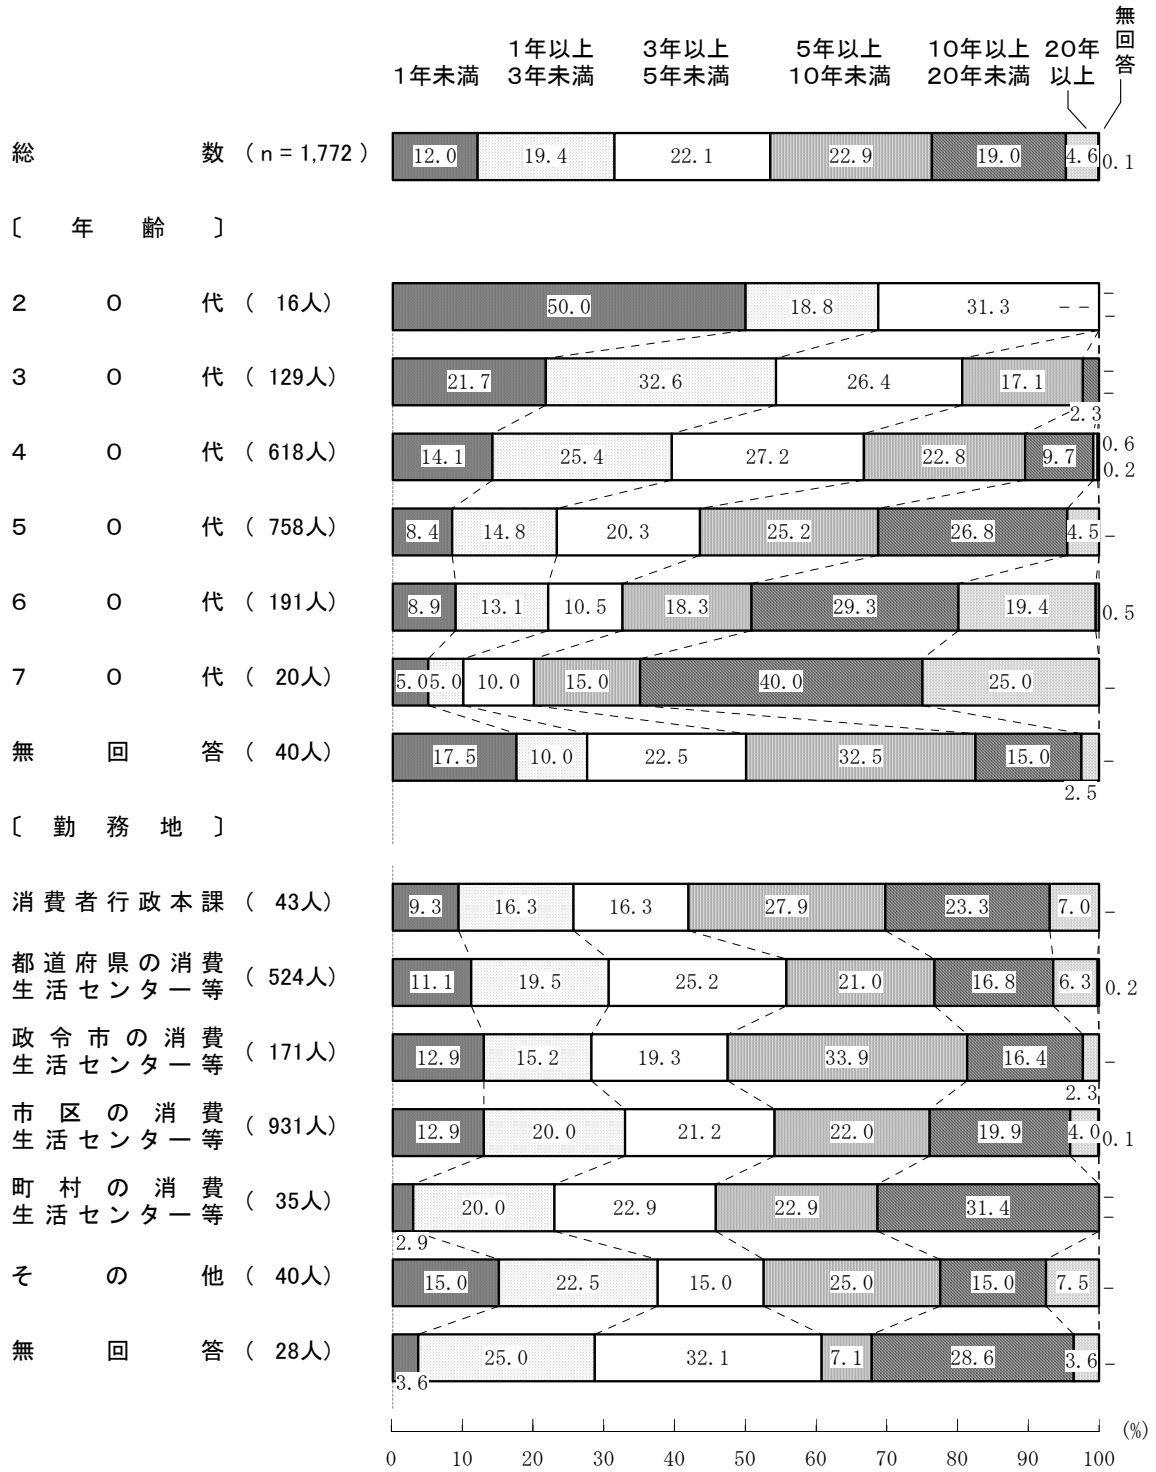 無回答
1年以上 3年以上 5年以上 10年以上 20年
1年未満 3年未満 5年未満 10年未満 20年未満 以上
総数 (n=1,772) 12.0 19.4 22.1 22.9 19.0 4.6 0.1
〔年齢〕
20代 (16人) 50.0 18.8 31.3 - - - -
30代 (129人) 21.7 32.6 26.4 17.1 2.3 - -
40代 (618人) 14.1 25.4 27.2 22.8 9.7 0.6 0.2
50代 (758人) 8.4 14.8 20.3 25.2 26.8 4.5 -
60代 (191人) 8.9 13.1 10.5 18.3 29.3 19.4 0.5
70代 (20人) 5.0 5.0 10.0 15.0 40.0 25.0 -
無回答 (40人) 17.5 10.0 22.5 32.5 15.0 2.5 -
〔勤務地〕
消費者行政本課 (43人) 9.3 16.3 16.3 27.9 23.3 7.0 -
都道府県の消費
生活センター等 (524人) 11.1 19.5 25.2 21.0 16.8 6.3 0.2
政令市の消費
生活センター等 (171人) 12.9 15.2 19.3 33.9 16.4 2.3 -
市区の消費
生活センター等 (931人) 12.9 20.0 21.2 22.0 19.9 4.0 0.1
町村の消費
生活センター等 (35人) 2.9 20.0 22.9 22.9 31.4 - -
その他 (40人) 15.0 22.5 15.0 25.0 15.0 7.5 -
無回答 (28人) 3.6 25.0 32.1 7.1 28.6 3.6 -
(%)
0 10 20 30 40 50 60 70 80 90 100